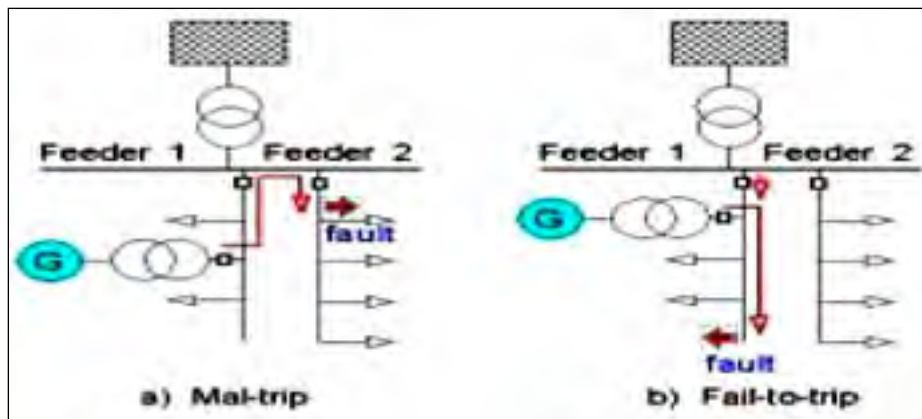 Feeder 1 Feeder 2
fault
G
a) Mal-trip
Feeder 1 Feeder 2
G
fault
b) Fail-to-trip